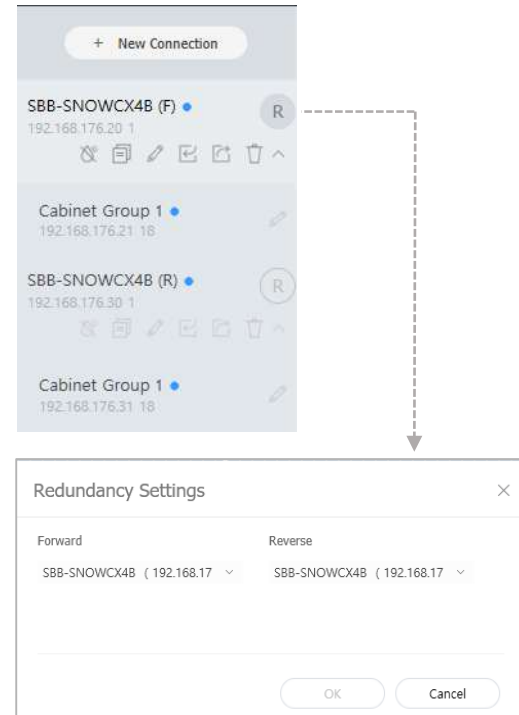 + New Connection
SBB-SNOWCX4B (F)
R
192.168.176.20 1
Cabinet Group 1
192.168.176.21 18
SBB-SNOWCX4B (R)
R
192.168.176.30 1
Cabinet Group 1
192.168.176.31 18
Redundancy Settings
Forward Reverse
SBB-SNOWCX4B ( 192.168.17 SBB-SNOWCX4B ( 192.168.17
OK Cancel